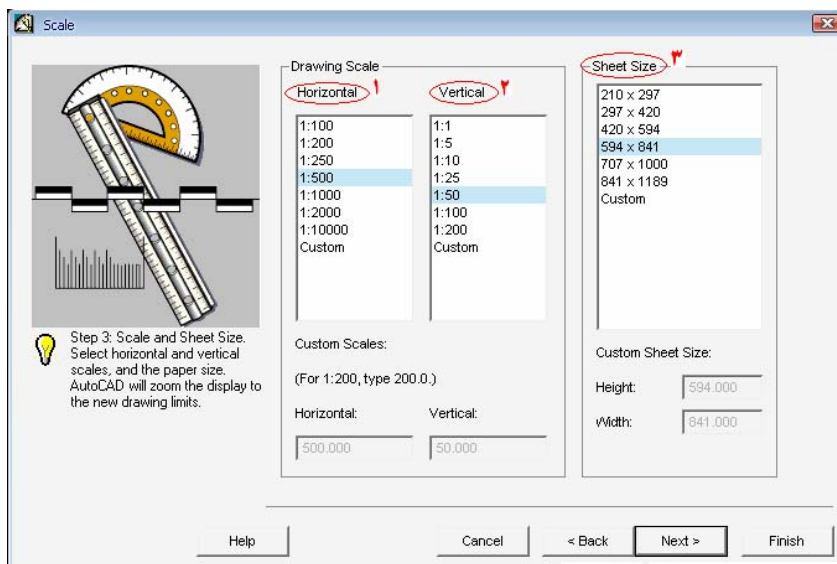 Scale
Drawing Scale
Horizontal ۱
Vertical ۲
1:100
1:200
1:250
1:500
1:1000
1:2000
1:10000
Custom
1:1
1:5
1:10
1:25
1:50
1:100
1:200
Custom
Custom Scales:
(For 1:200, type 200.0.)
Horizontal:
Vertical:
500.000
50.000
Sheet Size ۳
210 x 297
297 x 420
420 x 594
594 x 841
707 x 1000
841 x 1189
Custom
Custom Sheet Size:
Height: 594.000
Width: 841.000
Step 3: Scale and Sheet Size.
Select horizontal and vertical
scales, and the paper size.
AutoCAD will zoom the display to
the new drawing limits.
Help
Cancel
< Back
Next >
Finish